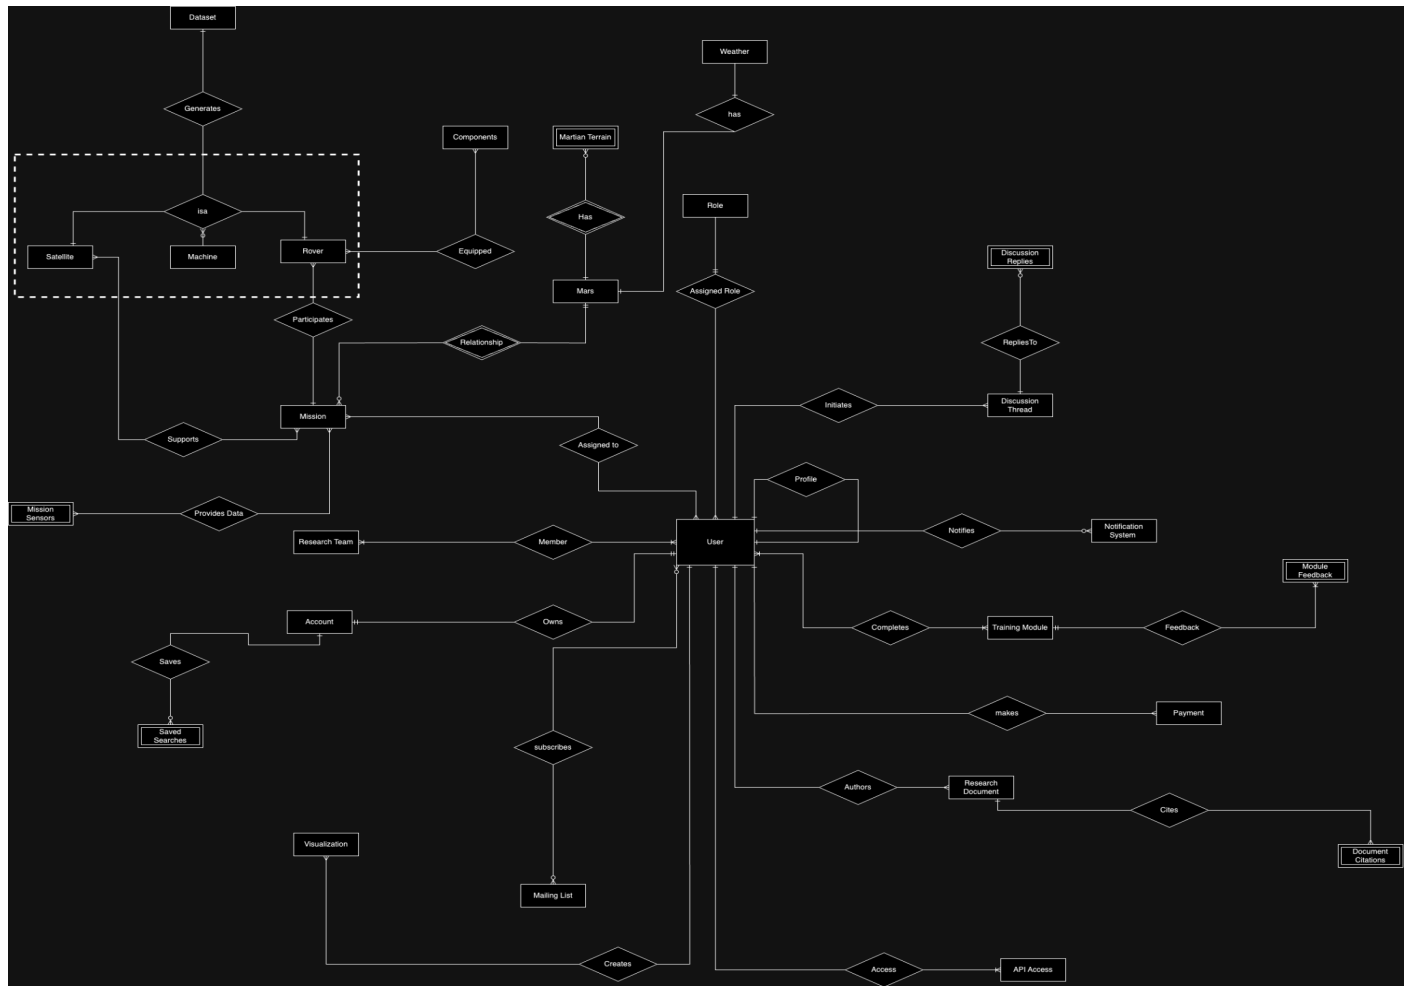 Dataset
Weather
Generates
has
Components
Martian Terrain
isa
Role
Has
Satellite
Machine
Rover
Equipped
Discussion
Replies
Mars
Assigned Role
Participates
Relationship
RepliesTo
Mission
Initiates
Discussion
Thread
Supports
Assigned to
Profile
Mission
Sensors
Provides Data
Research Team
Member
User
Notifies
Notification
System
Module
Feedback
Account
Owns
Completes
Training Module
Feedback
Saves
Saved
Searches
subscribes
makes
Payment
Authors
Research
Document
Cites
Visualization
Document
Citations
Mailing List
Creates
Access
API Access